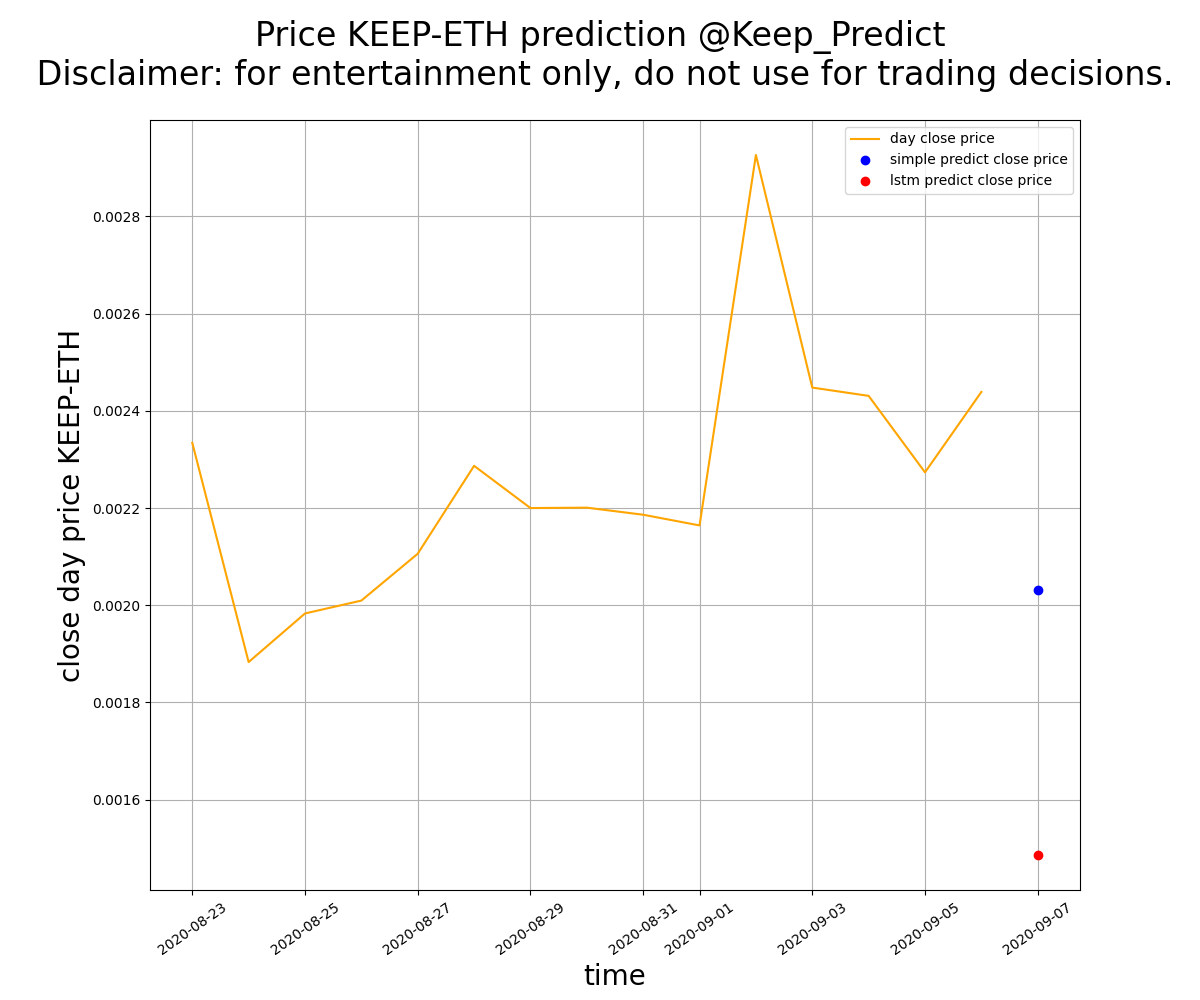 Price KEEP-ETH prediction @Keep_Predict
Disclaimer: for entertainment only, do not use for trading decisions.
day close price
simple predict close price
lstm predict close price
close day price KEEP-ETH
0.0028
0.0026
0.0024
0.0022
0.0020
0.0018
0.0016
2020-08-23
2020-08-25
2020-08-27
2020-08-29
2020-08-31
2020-09-01
2020-09-03
2020-09-05
2020-09-07
time